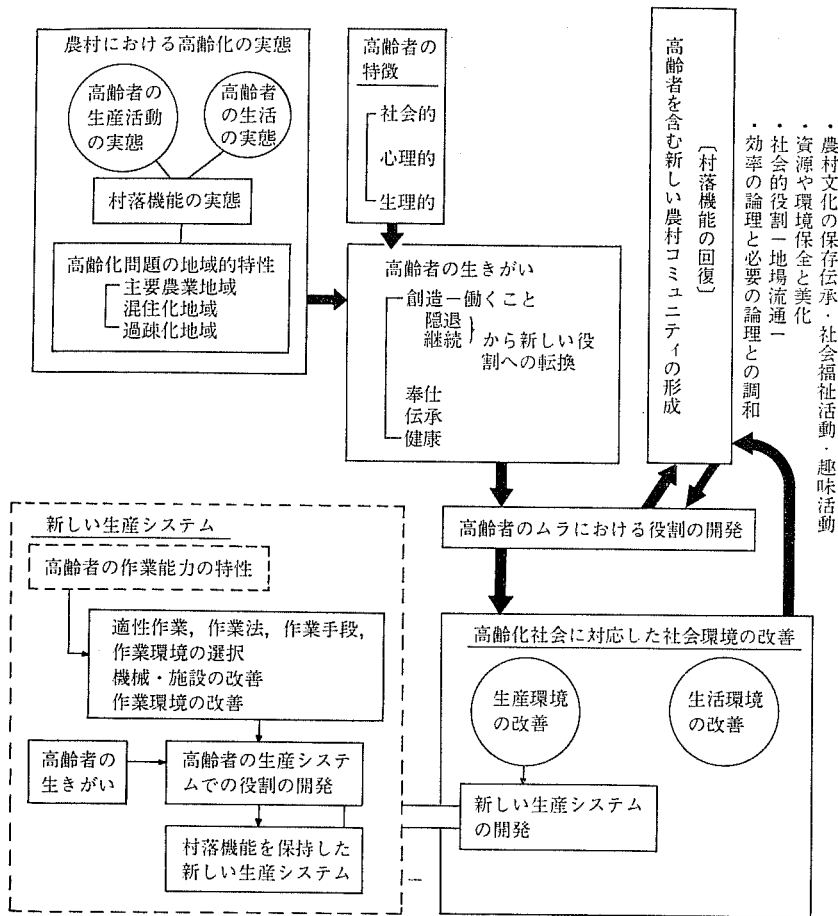 農村における高齢化の実態
高齢者の
生産活動
の実態
高齢者
の生活
の実態
村落機能の実態
高齢化問題の地域的特性
主要農業地域
混住化地域
過疎化地域
高齢者の
特徴
社会的
心理的
生理的
高齢者の生きがい
創造ー働くこと
隠退
継続
から新しい役
割への転換
奉仕
伝承
健康
高齢者を含む新しい農村コミュニティの形成
〔村落機能の回復〕
・農村文化の保存伝承・社会福祉活動・趣味活動
・資源や環境保全と美化
・社会的役割ー地場流通ー
・効率の論理と必要の論理との調和
高齢者のムラにおける役割の開発
高齢化社会に対応した社会環境の改善
生産環境
の改善
生活環境
の改善
新しい生産システム
の開発
新しい生産システム
高齢者の作業能力の特性
適性作業,作業法,作業手段,
作業環境の選択
機械・施設の改善
作業環境の改善
高齢者の
生きがい
高齢者の生産システ
ムでの役割の開発
村落機能を保持した
新しい生産システム